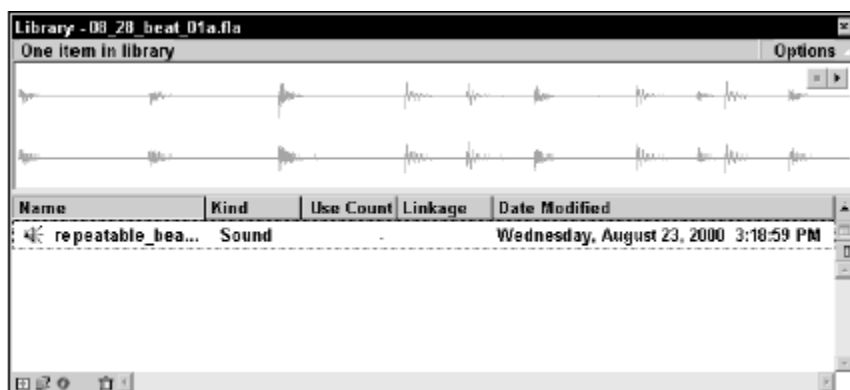 Library - 08_28_beat_01a.fla
One item in library Options
Name Kind Use Count Linkage Date Modified
repeatable_bea... Sound - Wednesday, August 23, 2000 3:18:59 PM